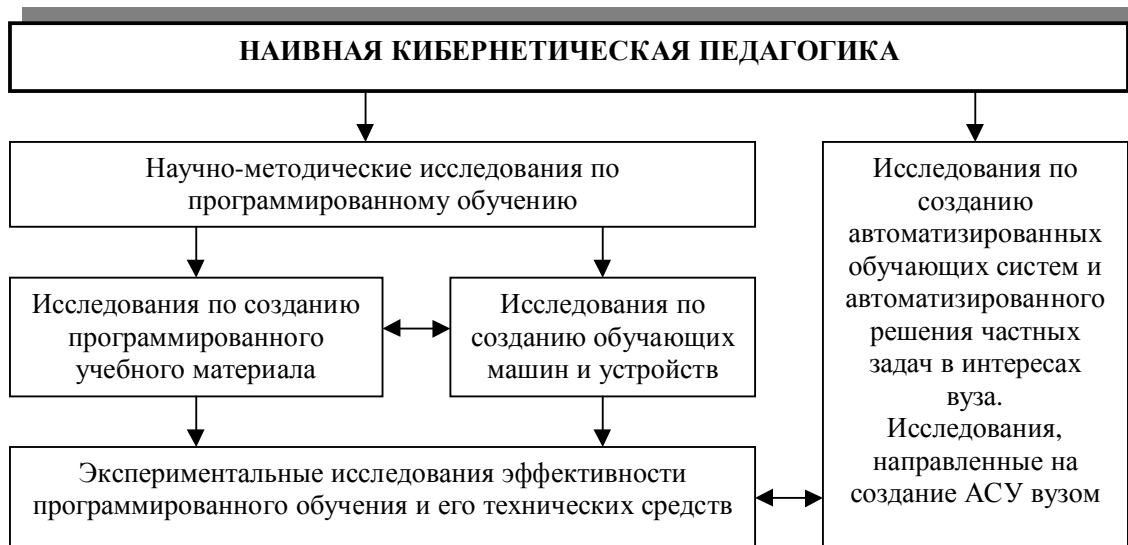 НАИВНАЯ КИБЕРНЕТИЧЕСКАЯ ПЕДАГОГИКА
Научно-методические исследования по
программированному обучению
Исследования по созданию
программированного
учебного материала
Исследования по
созданию обучающих
машин и устройств
Экспериментальные исследования эффективности
программированного обучения и его технических средств
Исследования по
созданию
автоматизированных
обучающих систем и
автоматизированного
решения частных
задач в интересах
вуза.
Исследования,
направленные на
создание АСУ вузом